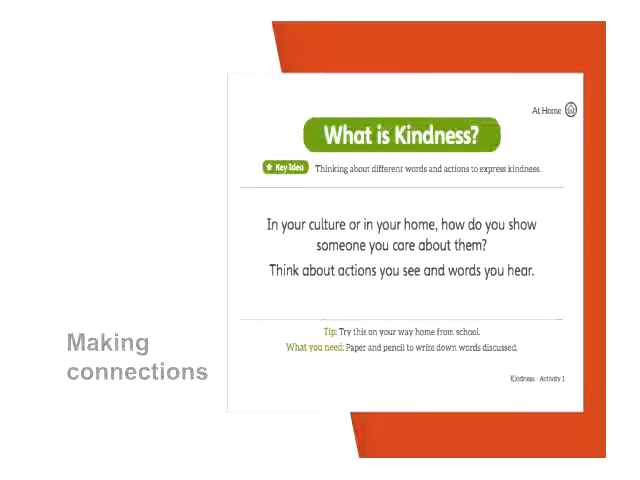 At Home
What is Kindness?
Key Idea Thinking about different words and actions to express kindness.
In your culture or in your home, how do you show
someone you care about them?
Think about actions you see and words you hear.
Tip: Try this on your way home from school.
What you need: Paper and pencil to write down words discussed.
Kindness - Activity 1
Making
connections